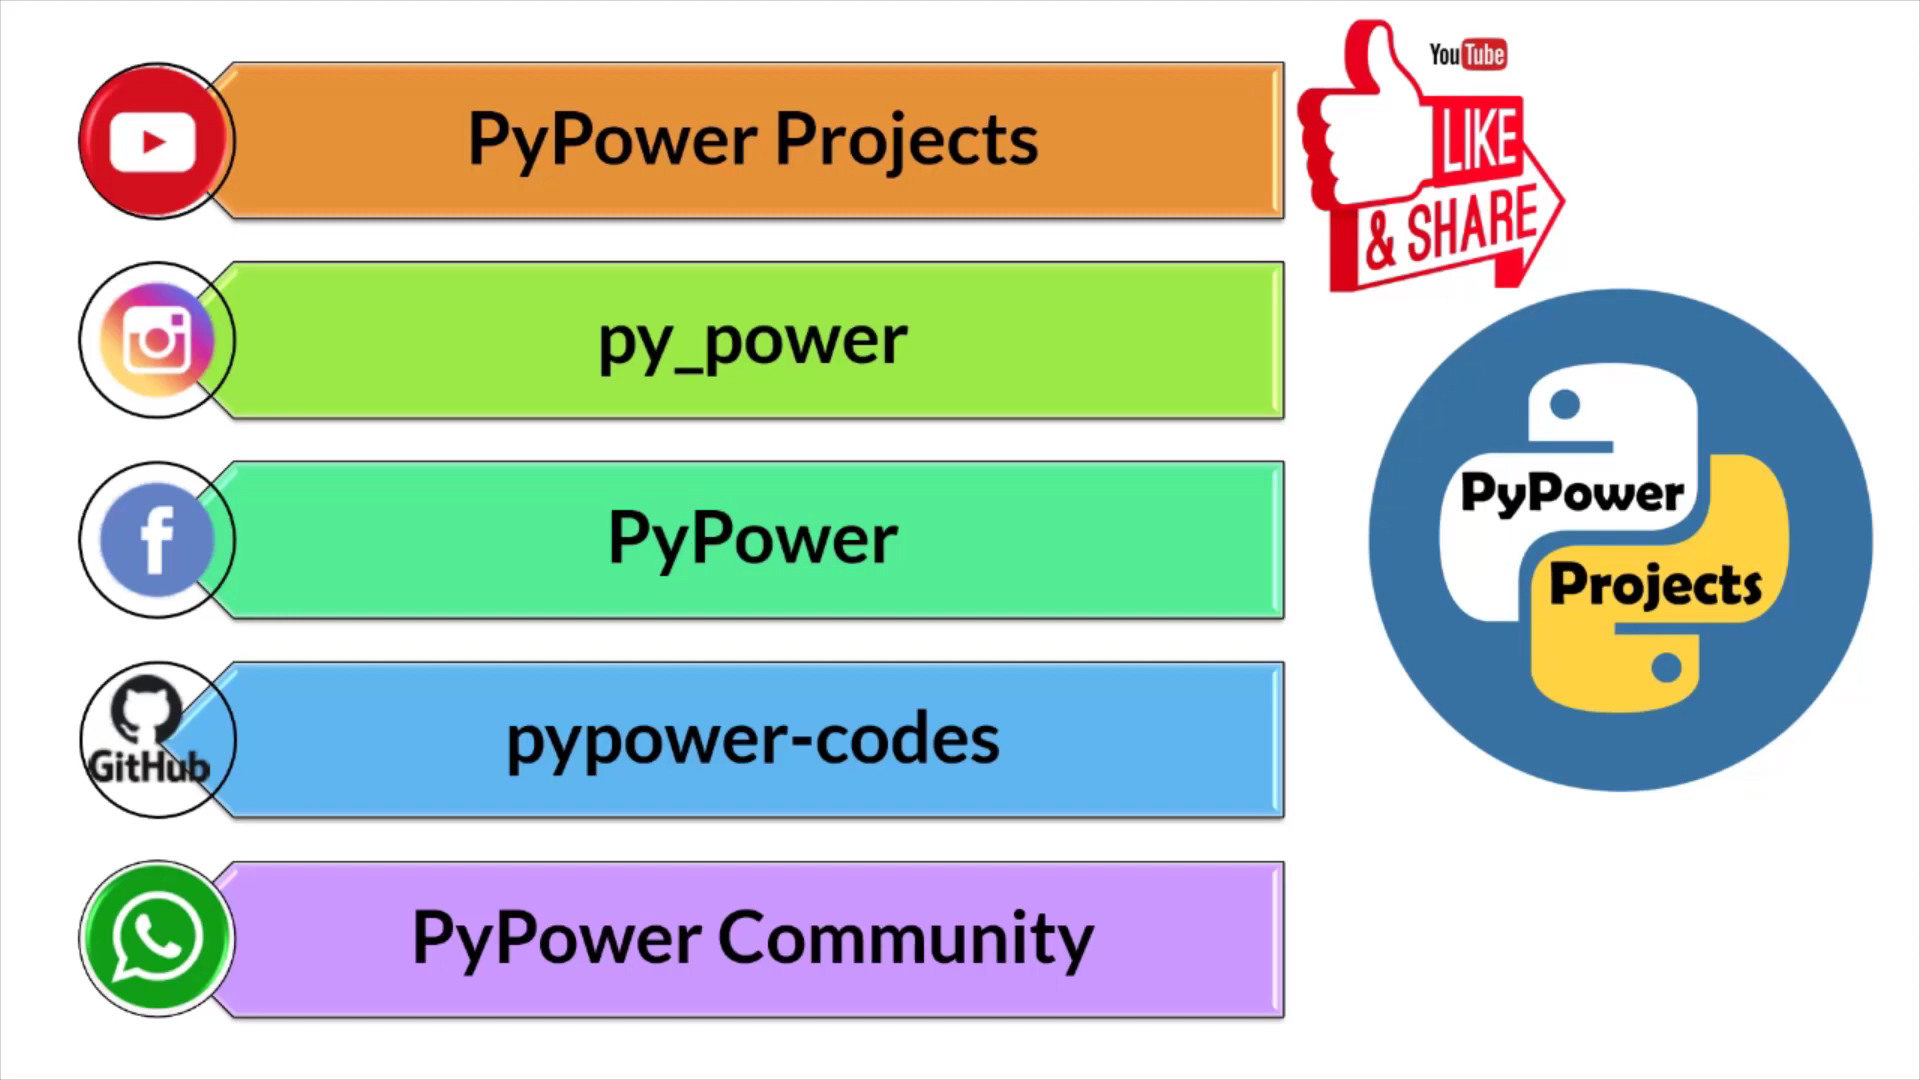 PyPower Projects
py_power
PyPower
GitHub
pypower-codes
PyPower Community
YouTube
LIKE
& SHARE
PyPower
Projects